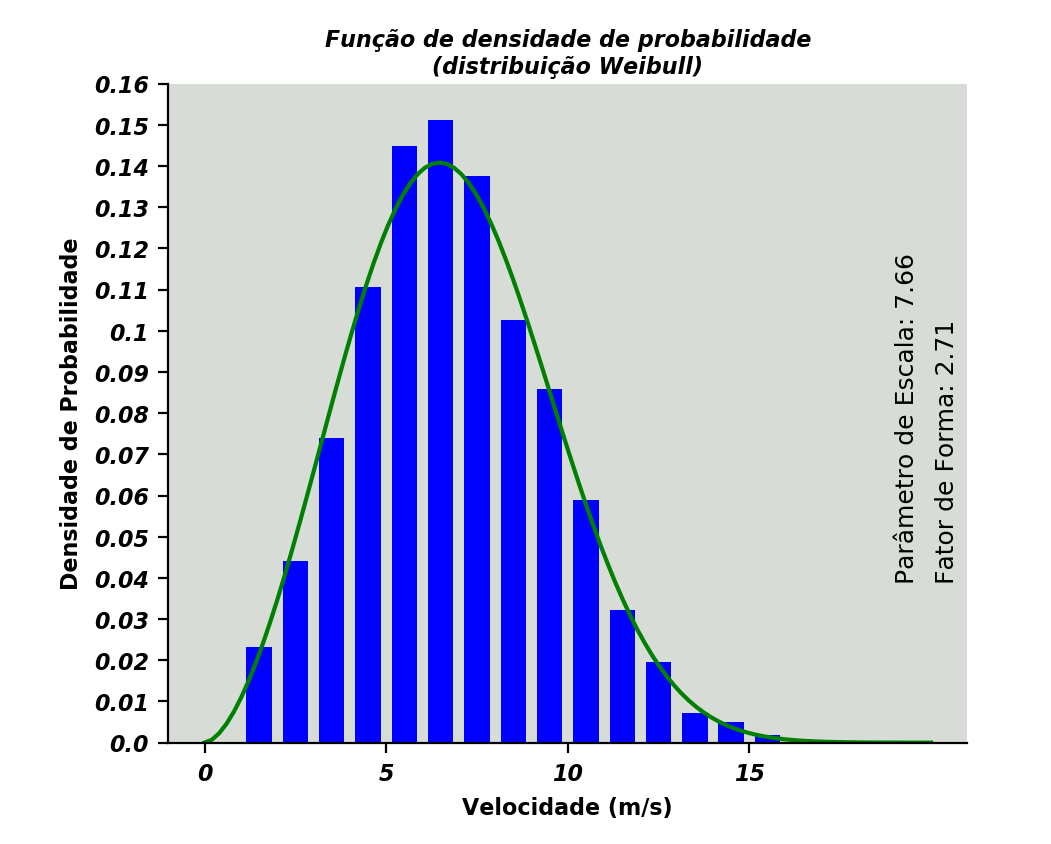 Função de densidade de probabilidade
(distribuição Weibull)
0.16
0.15
0.14
0.13
0.12
0.11
0.1
0.09
0.08
0.07
0.06
0.05
0.04
0.03
0.02
0.01
0.0
Densidade de Probabilidade
0 5 10 15
Velocidade (m/s)
Parâmetro de Escala: 7.66
Fator de Forma: 2.71